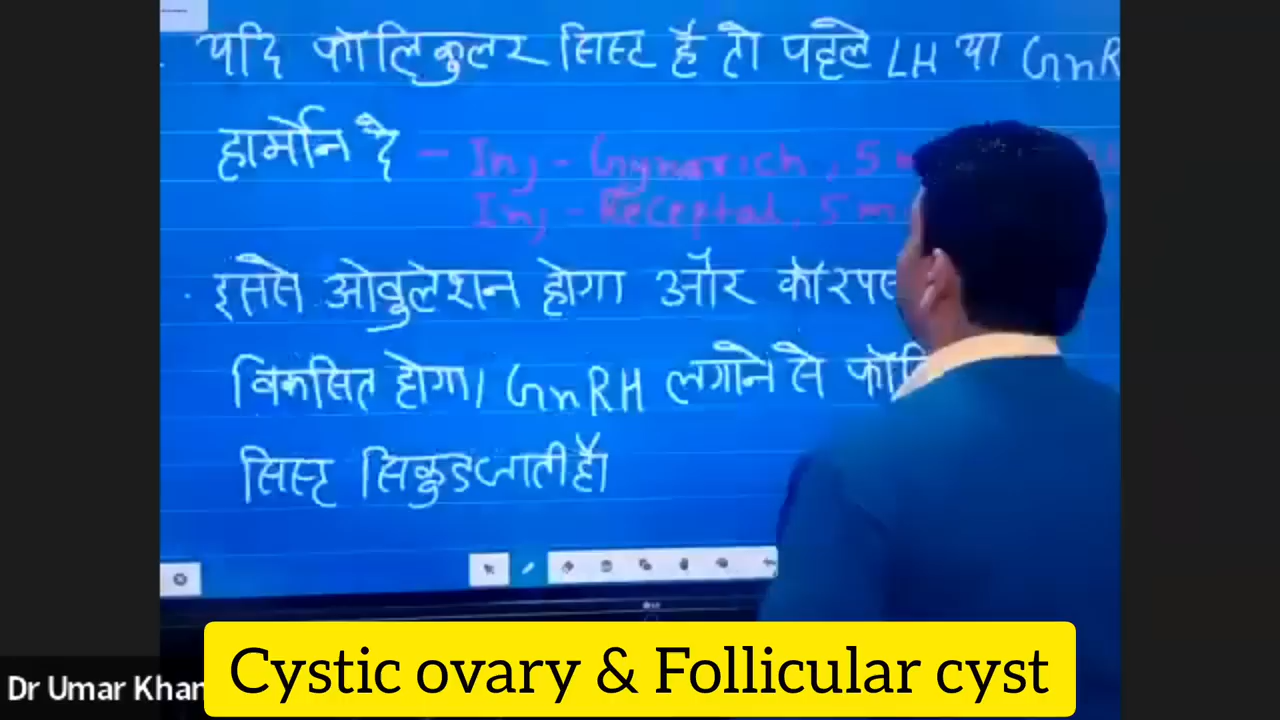 यदि फॉलिकुलर सिस्ट है तो पहले LH या GnR
हार्मोन दे - Inj - Gynarich, 5 m
Inj - Receptal, 5 m
इससे ओवुलेशन होगा और कॉरपस
विकसित होगा। GnRH लगाने से फॉलि
सिस्ट सिकुड जाती है।
Dr Umar Khan
Cystic ovary & Follicular cyst